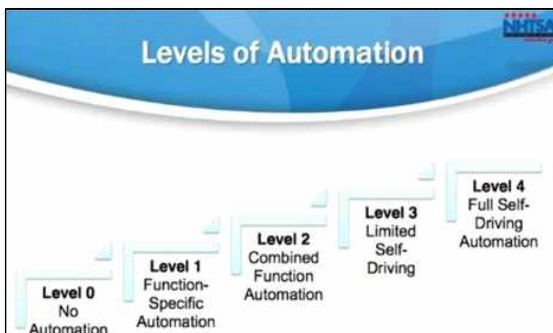 NHTSA
Levels of Automation
Level 0
No
Automation
Level 1
Function-
Specific
Automation
Level 2
Combined
Function
Automation
Level 3
Limited
Self-
Driving
Level 4
Full Self-
Driving
Automation